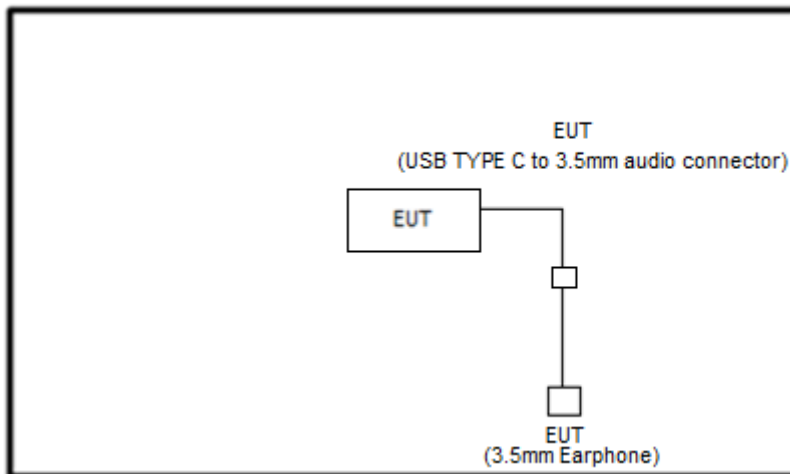 EUT
(USB TYPE C to 3.5mm audio connector)
EUT
EUT
(3.5mm Earphone)